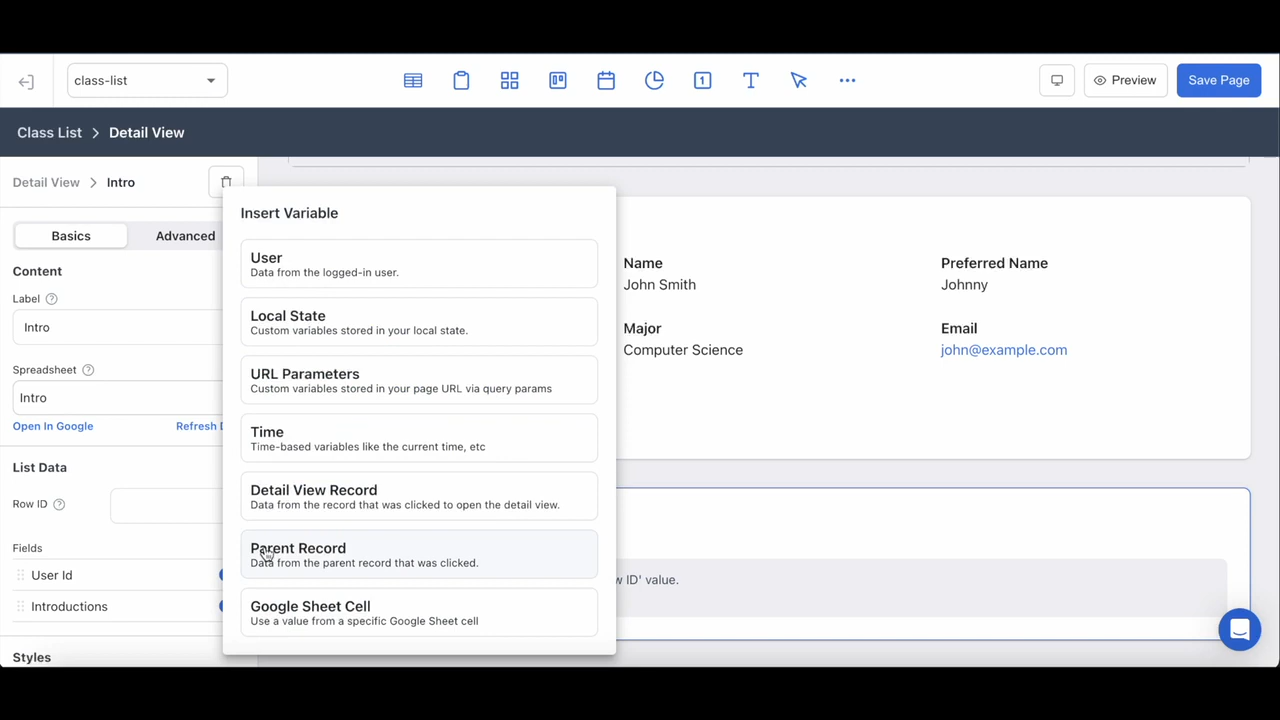 class-list
1
T
Preview
Save Page
Class List > Detail View
Detail View > Intro
Basics
Advanced
Content
Label
Intro
Spreadsheet
Intro
Open In Google
Refresh
List Data
Row ID
Fields
User Id
Introductions
Styles
Insert Variable
User
Data from the logged-in user.
Local State
Custom variables stored in your local state.
URL Parameters
Custom variables stored in your page URL via query params
Time
Time-based variables like the current time, etc
Detail View Record
Data from the record that was clicked to open the detail view.
Parent Record
Data from the parent record that was clicked.
Google Sheet Cell
Use a value from a specific Google Sheet cell
Name
John Smith
Preferred Name
Johnny
Major
Computer Science
Email
john@example.com
ID' value.